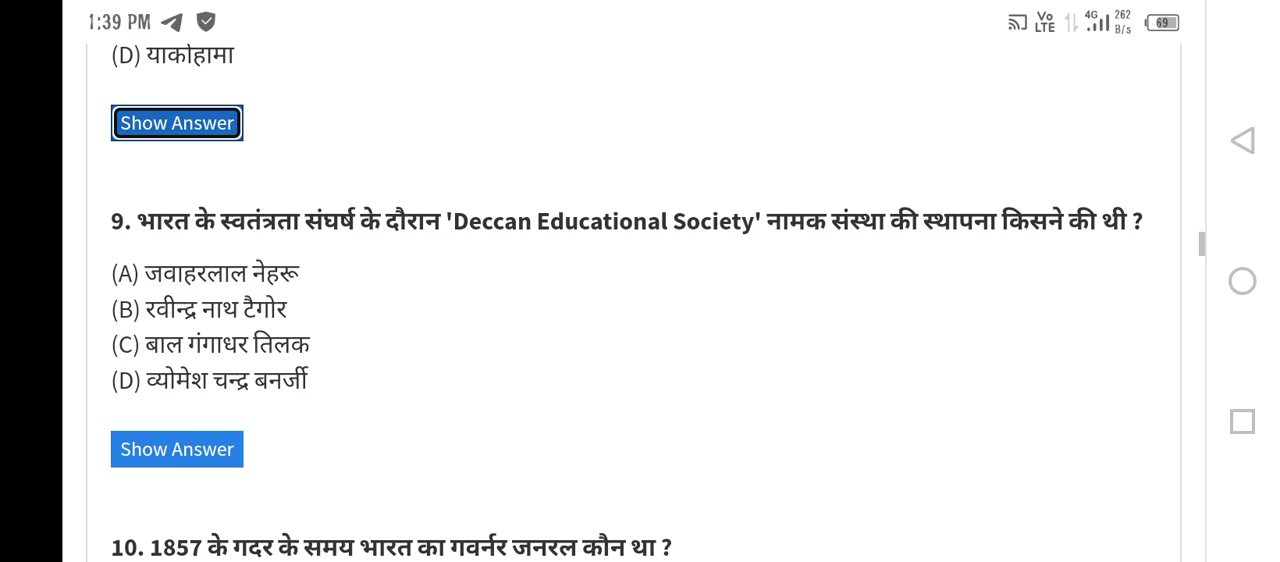 1:39 PM
Vo LTE 4G 262 B/s 69
(D) याकोहामा
Show Answer
9. भारत के स्वतंत्रता संघर्ष के दौरान 'Deccan Educational Society' नामक संस्था की स्थापना किसने की थी ?
(A) जवाहरलाल नेहरू
(B) रवीन्द्र नाथ टैगोर
(C) बाल गंगाधर तिलक
(D) व्योमेश चन्द्र बनर्जी
Show Answer
10. 1857 के गदर के समय भारत का गवर्नर जनरल कौन था ?